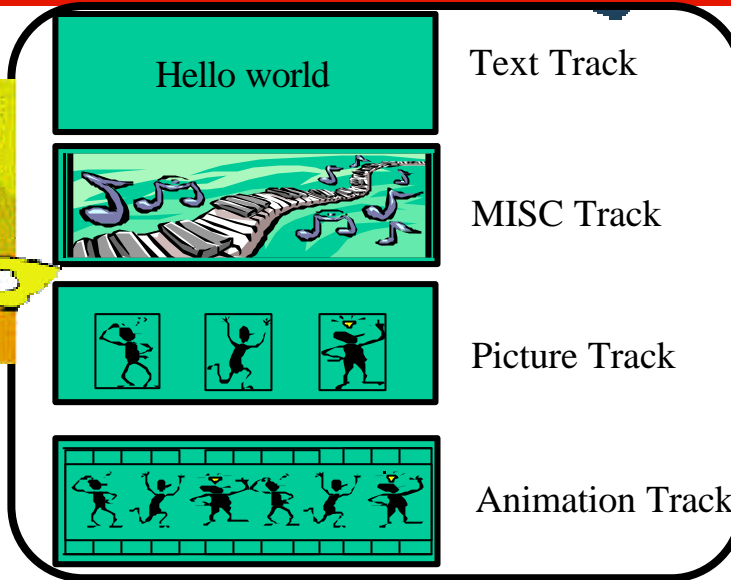 Hello world
Text Track
MISC Track
Picture Track
Animation Track